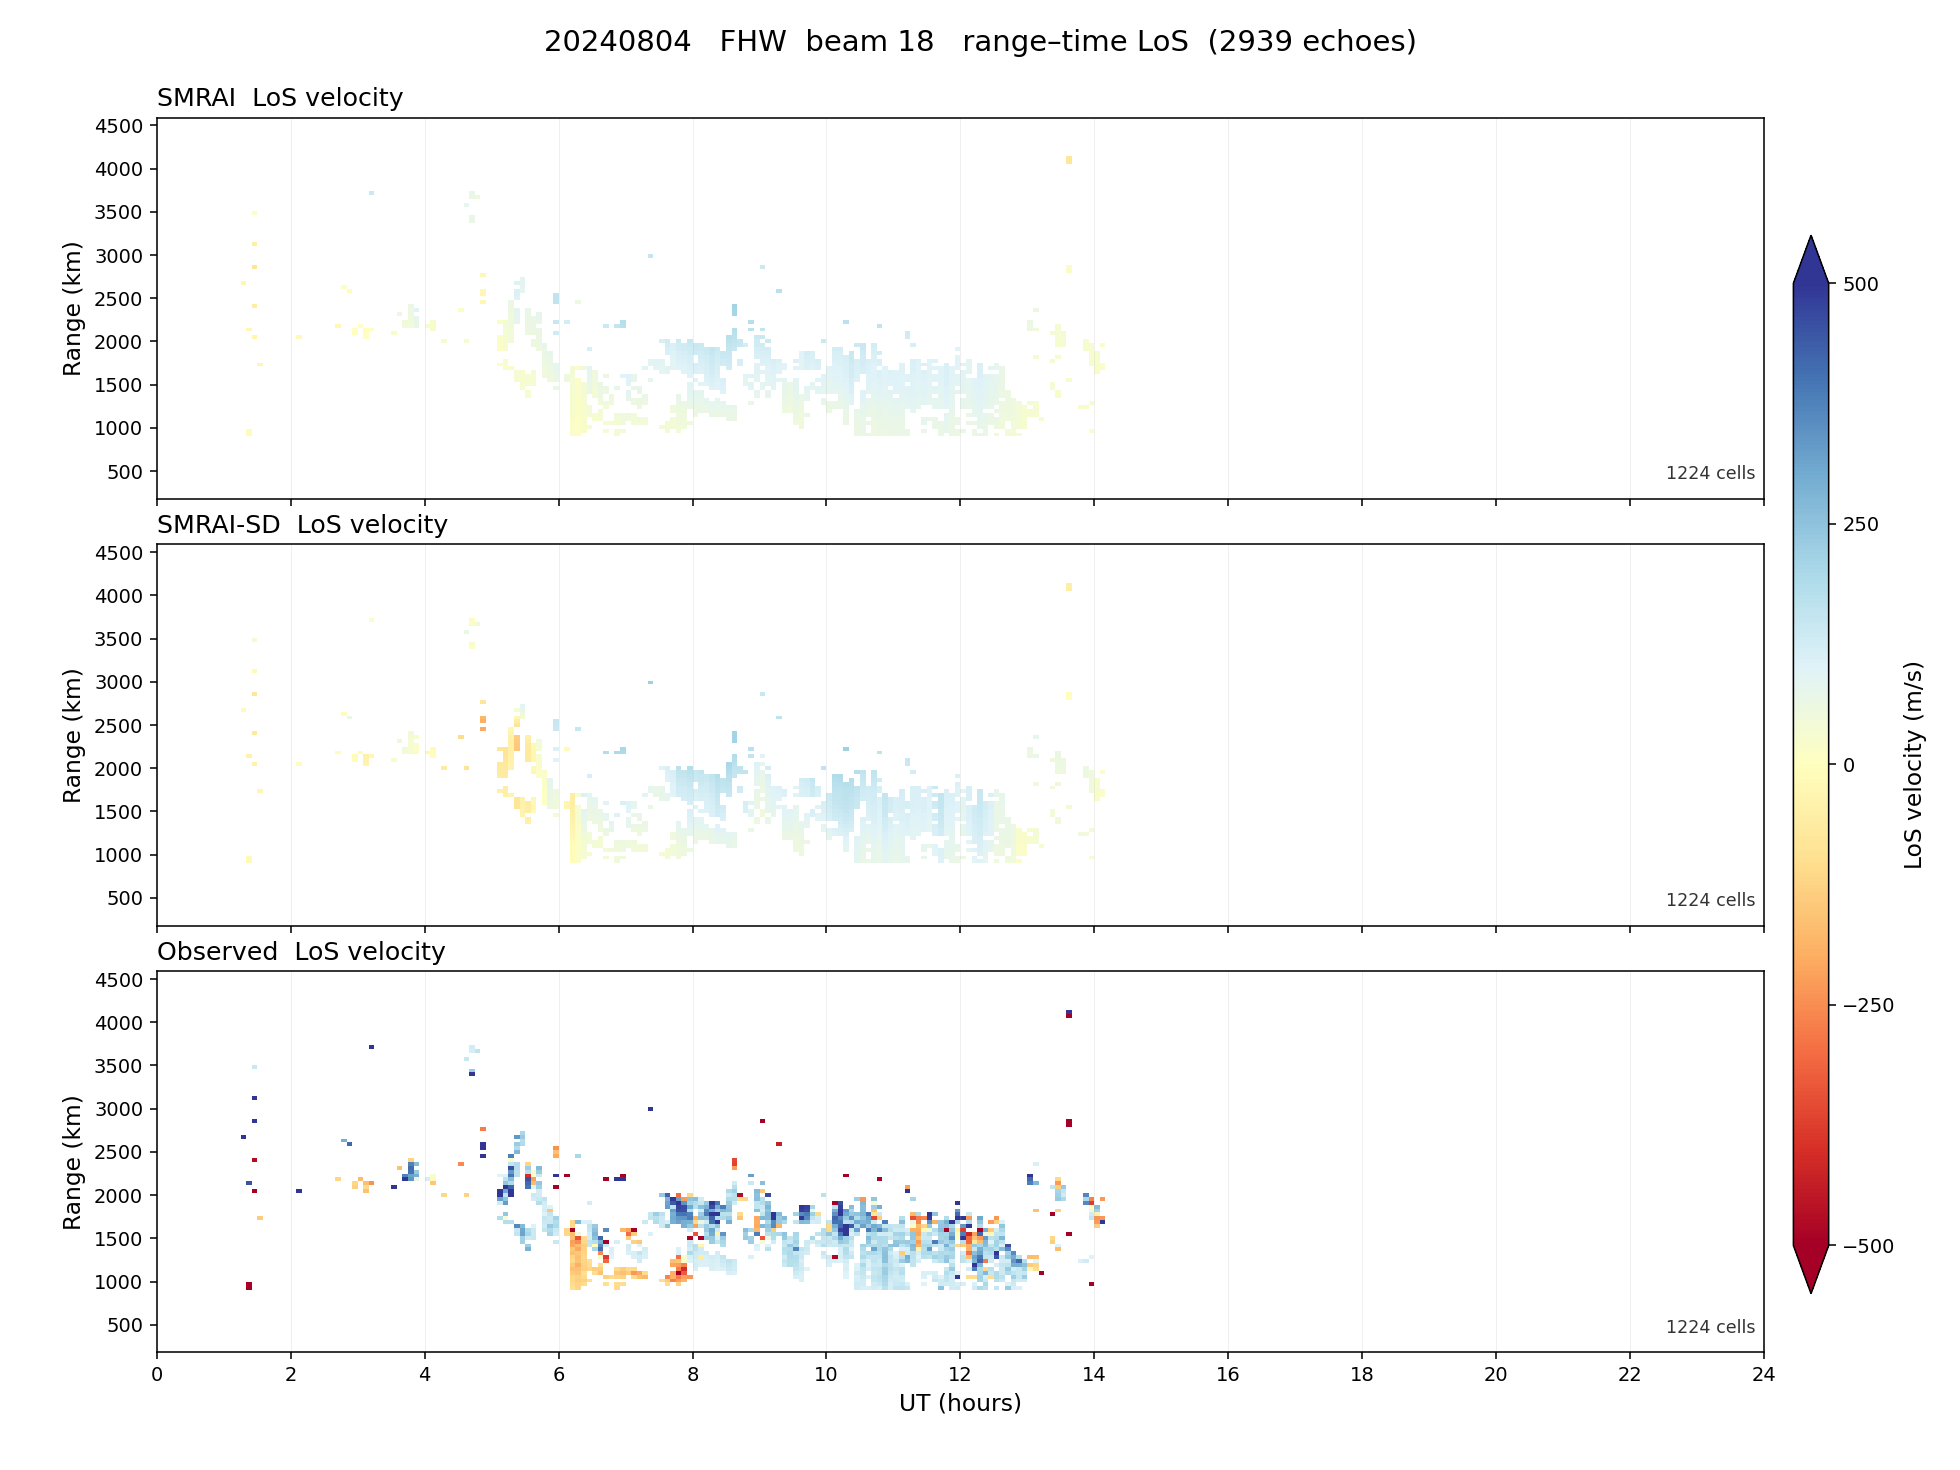 20240804   FHW  beam 18   range–time LoS  (2939 echoes)
SMRAI  LoS velocity
4500
4000
3500
3000
2500
2000
1500
1000
500
Range (km)
1224 cells
SMRAI-SD  LoS velocity
4500
4000
3500
3000
2500
2000
1500
1000
500
Range (km)
1224 cells
Observed  LoS velocity
4500
4000
3500
3000
2500
2000
1500
1000
500
Range (km)
1224 cells
0 2 4 6 8 10 12 14 16 18 20 22 24
UT (hours)
500
250
0
−250
−500
LoS velocity (m/s)